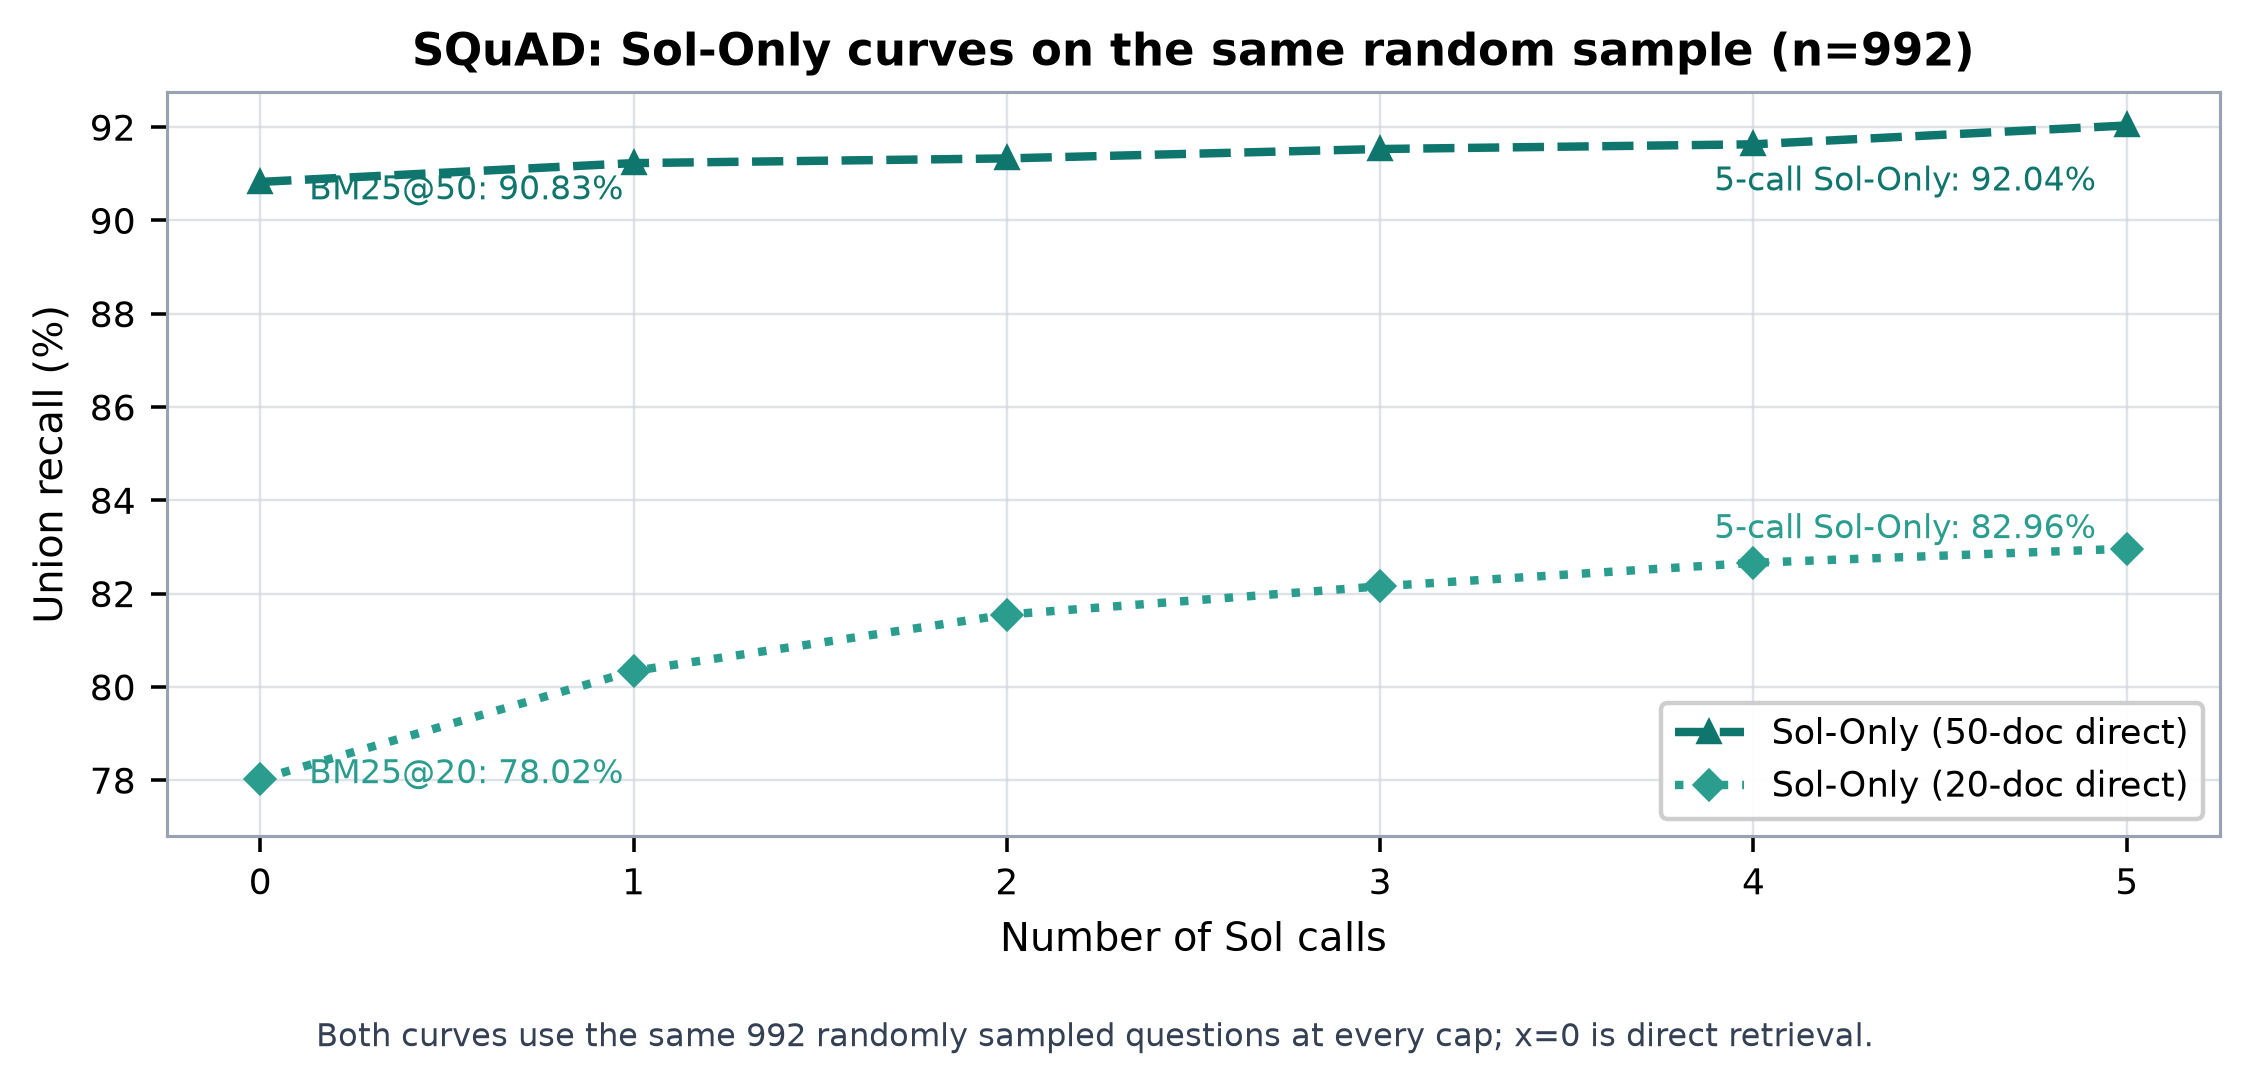 SQuAD: Sol-Only curves on the same random sample (n=992)
Union recall (%)
92
90
88
86
84
82
80
78
BM25@50: 90.83%
5-call Sol-Only: 92.04%
5-call Sol-Only: 82.96%
BM25@20: 78.02%
Sol-Only (50-doc direct)
Sol-Only (20-doc direct)
0 1 2 3 4 5
Number of Sol calls
Both curves use the same 992 randomly sampled questions at every cap; x=0 is direct retrieval.